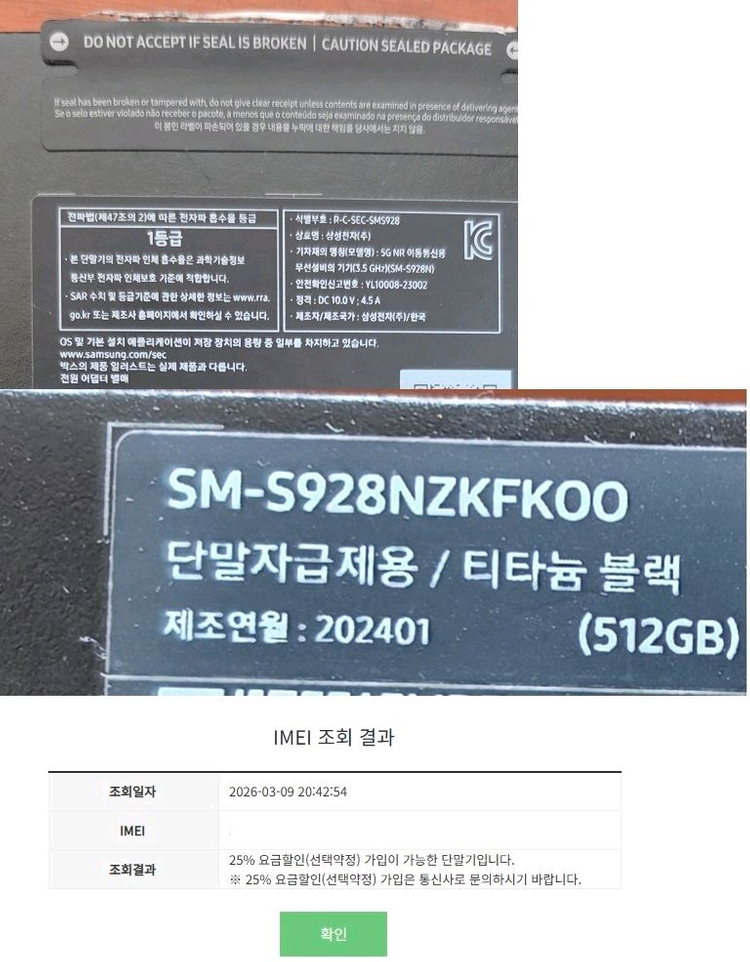 DO NOT ACCEPT IF SEAL IS BROKEN | CAUTION SEALED PACKAGE
If seal has been broken or tampered with, do not give clear receipt unless contents are examined in presence of delivering agent
Se o selo estiver violado não receber o pacote, a menos que o conteúdo seja examinado na presença do distribuidor responsável
이 봉인 라벨이 파손되어 있을 경우 내용물 누락에 대한 책임을 당사에서는 지지 않음.
전파법(제47조의 2)에 따른 전자파 흡수율 등급
1등급
· 본 단말기의 전자파 인체 흡수율은 과학기술정보
통신부 전자파 인체보호 기준에 적합합니다.
· SAR 수치 및 등급기준에 관한 상세한 정보는 www.rra.
go.kr 또는 제조사 홈페이지에서 확인하실 수 있습니다.
· 식별부호 : R-C-SEC-SMS928
· 상호명 : 삼성전자(주)
· 기자재의 명칭(모델명) : 5G NR 이동통신용
무선설비의 기기(3.5 GHz)(SM-S928N)
· 안전확인신고번호 : YL10008-23002
· 정격 : DC 10.0 V ; 4.5 A
· 제조자/제조국가 : 삼성전자(주)/한국
OS 및 기본 설치 애플리케이션이 저장 장치의 용량 중 일부를 차지하고 있습니다.
www.samsung.com/sec
박스의 제품 일러스트는 실제 제품과 다릅니다.
전원 어댑터 별매
SM-S928NZKFKOO
단말자급제용 / 티타늄 블랙
제조연월 : 202401 (512GB)
IMEI 조회 결과
조회일자 2026-03-09 20:42:54
IMEI
조회결과 25% 요금할인(선택약정) 가입이 가능한 단말기입니다.
※ 25% 요금할인(선택약정) 가입은 통신사로 문의하시기 바랍니다.
확인